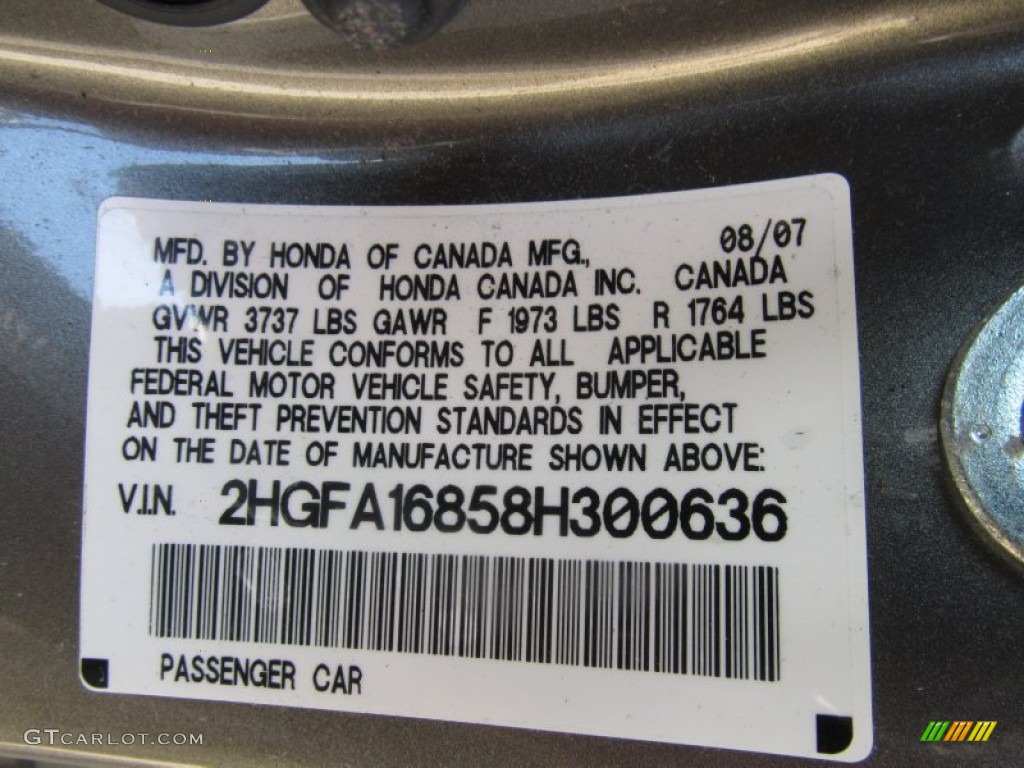 08/07
MFD. BY HONDA OF CANADA MFG.,
A DIVISION OF HONDA CANADA INC. CANADA
GVWR 3737 LBS GAWR F 1973 LBS R 1764 LBS
THIS VEHICLE CONFORMS TO ALL APPLICABLE
FEDERAL MOTOR VEHICLE SAFETY, BUMPER,
AND THEFT PREVENTION STANDARDS IN EFFECT
ON THE DATE OF MANUFACTURE SHOWN ABOVE:
V.I.N. 2HGFA16858H300636
PASSENGER CAR
GTCARLOT.COM